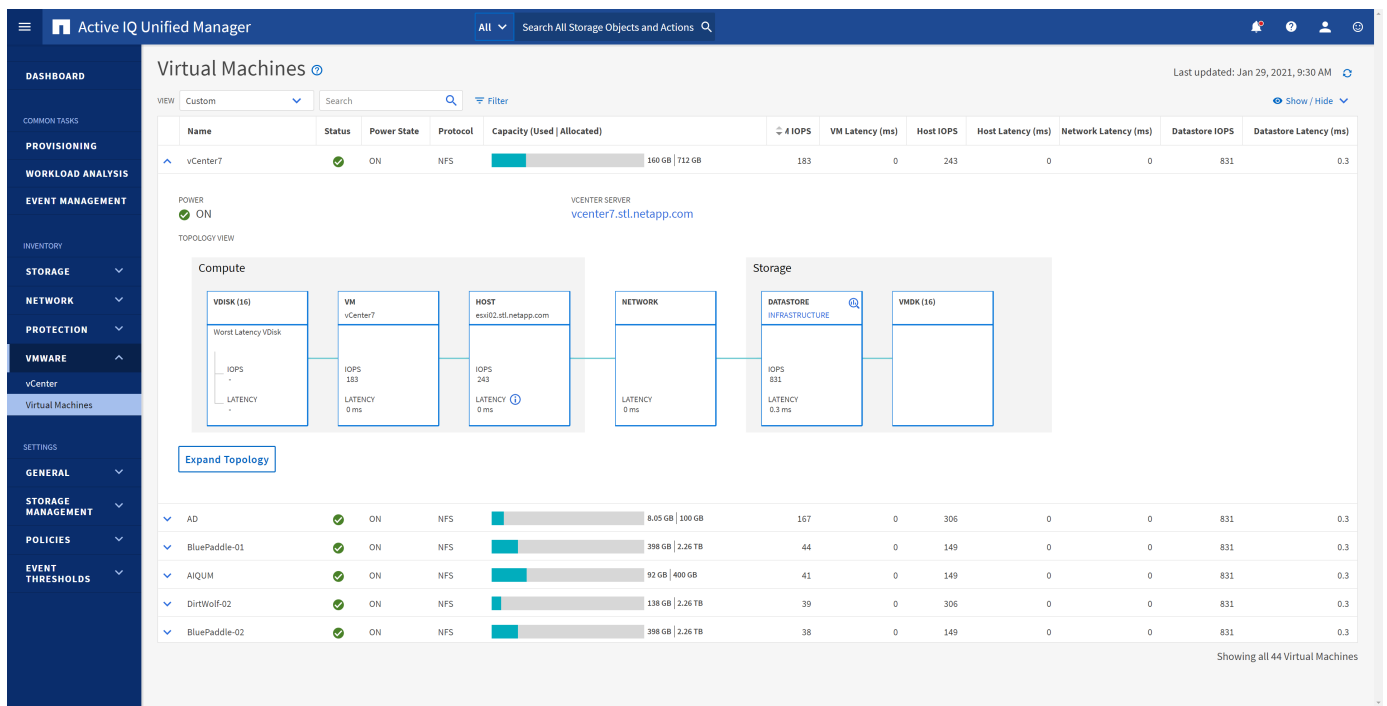 Active IQ Unified Manager
All
Search All Storage Objects and Actions
DASHBOARD
COMMON TASKS
PROVISIONING
WORKLOAD ANALYSIS
EVENT MANAGEMENT
INVENTORY
STORAGE
NETWORK
PROTECTION
VMWARE
vCenter
Virtual Machines
SETTINGS
GENERAL
STORAGE
MANAGEMENT
POLICIES
EVENT
THRESHOLDS
Virtual Machines
Last updated: Jan 29, 2021, 9:30 AM
VIEW Custom Search Filter Show / Hide
Name Status Power State Protocol Capacity (Used | Allocated) IOPS VM Latency (ms) Host IOPS Host Latency (ms) Network Latency (ms) Datastore IOPS Datastore Latency (ms)
vCenter7 ON NFS 160 GB | 712 GB 183 0 243 0 0 831 0.3
POWER
ON
VCENTER SERVER
vcenter7.stl.netapp.com
TOPOLOGY VIEW
Compute
VDISK (16)
Worst Latency VDisk
IOPS
-
LATENCY
-
VM
vCenter7
IOPS
183
LATENCY
0 ms
HOST
esxi02.stl.netapp.com
IOPS
243
LATENCY
0 ms
NETWORK
LATENCY
0 ms
Storage
DATASTORE
INFRASTRUCTURE
IOPS
831
LATENCY
0.3 ms
VMDK (16)
Expand Topology
AD ON NFS 8.05 GB | 100 GB 167 0 306 0 0 831 0.3
BluePaddle-01 ON NFS 398 GB | 2.26 TB 44 0 149 0 0 831 0.3
AIQUM ON NFS 92 GB | 400 GB 41 0 149 0 0 831 0.3
DirtWolf-02 ON NFS 138 GB | 2.26 TB 39 0 306 0 0 831 0.3
BluePaddle-02 ON NFS 398 GB | 2.26 TB 38 0 149 0 0 831 0.3
Showing all 44 Virtual Machines